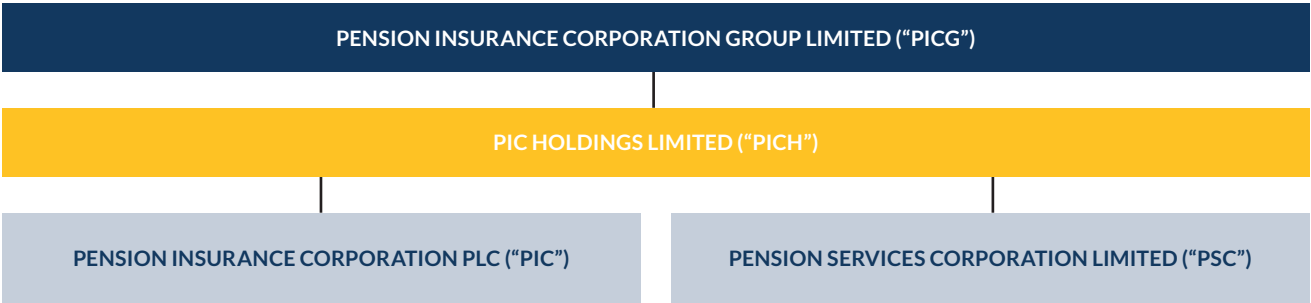 PENSION INSURANCE CORPORATION GROUP LIMITED (“PICG”)
PIC HOLDINGS LIMITED (“PICH”)
PENSION INSURANCE CORPORATION PLC (“PIC”)
PENSION SERVICES CORPORATION LIMITED (“PSC”)